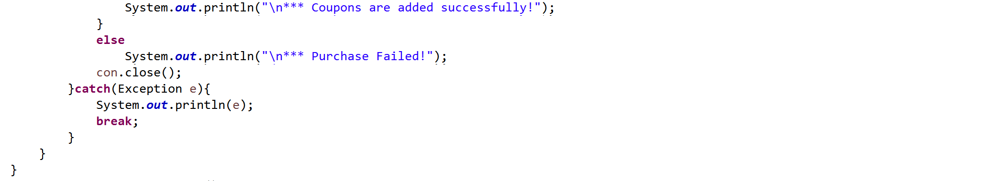 System.out.println("\n*** Coupons are added successfully!");
}
else
System.out.println("\n*** Purchase Failed!");
con.close();
}catch(Exception e){
System.out.println(e);
break;
}
}
}